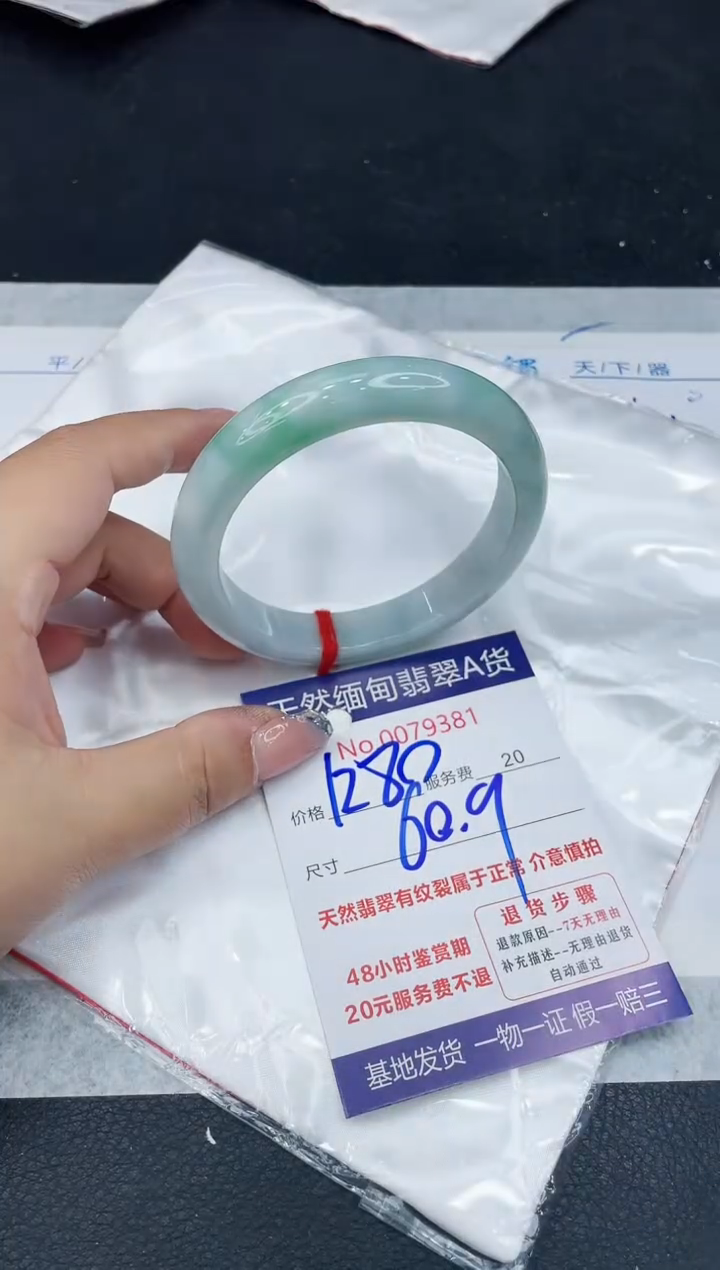 平/
天/下/器
天然缅甸翡翠A货
No.0079381
价格 1280 服务费 20
尺寸 60.9
天然翡翠有纹裂属于正常 介意慎拍
48小时鉴赏期
20元服务费不退
退货步骤
退款原因--7天无理由
补充描述--无理由退货
自动通过
基地发货 一物一证 假一赔三